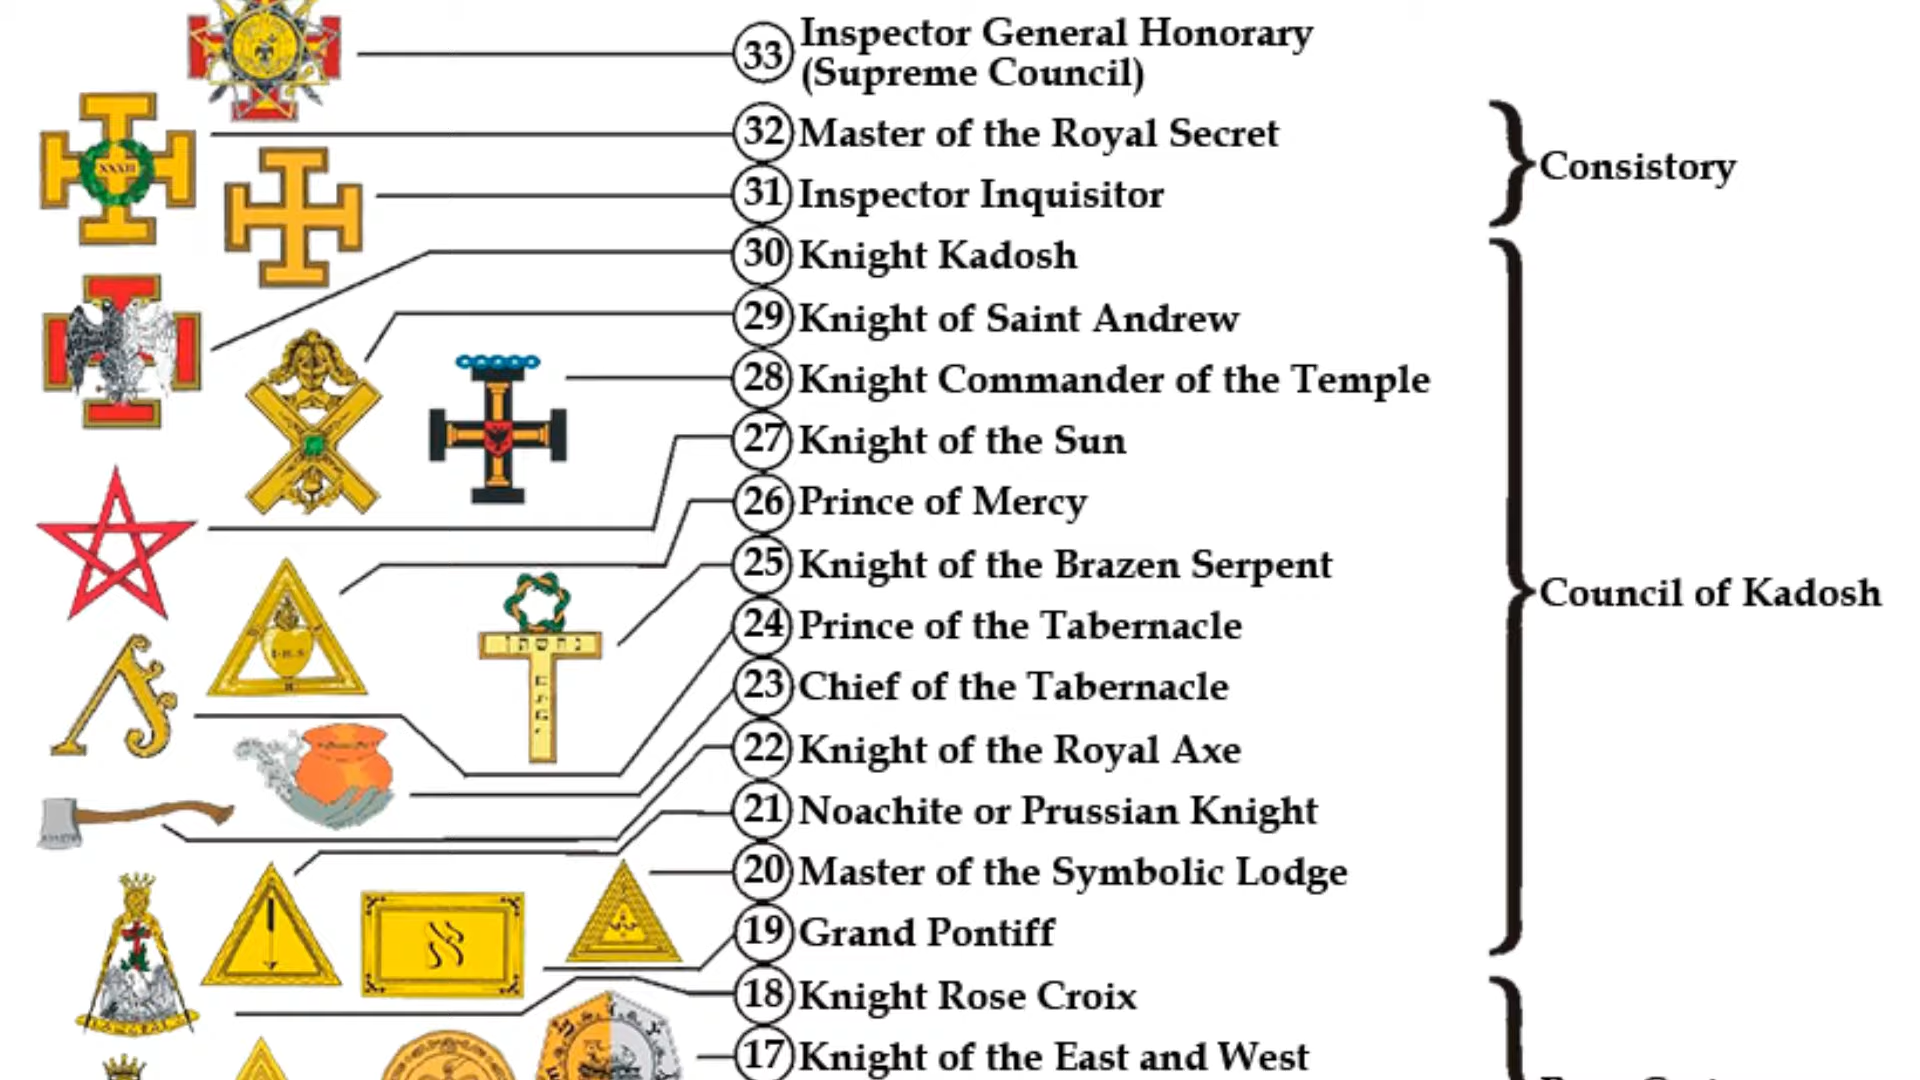 33 Inspector General Honorary
(Supreme Council)
32 Master of the Royal Secret
XXXII
31 Inspector Inquisitor
Consistory
30 Knight Kadosh
29 Knight of Saint Andrew
28 Knight Commander of the Temple
27 Knight of the Sun
26 Prince of Mercy
25 Knight of the Brazen Serpent
Council of Kadosh
24 Prince of the Tabernacle
I.H.S
23 Chief of the Tabernacle
22 Knight of the Royal Axe
21 Noachite or Prussian Knight
20 Master of the Symbolic Lodge
19 Grand Pontiff
א
18 Knight Rose Croix
17 Knight of the East and West